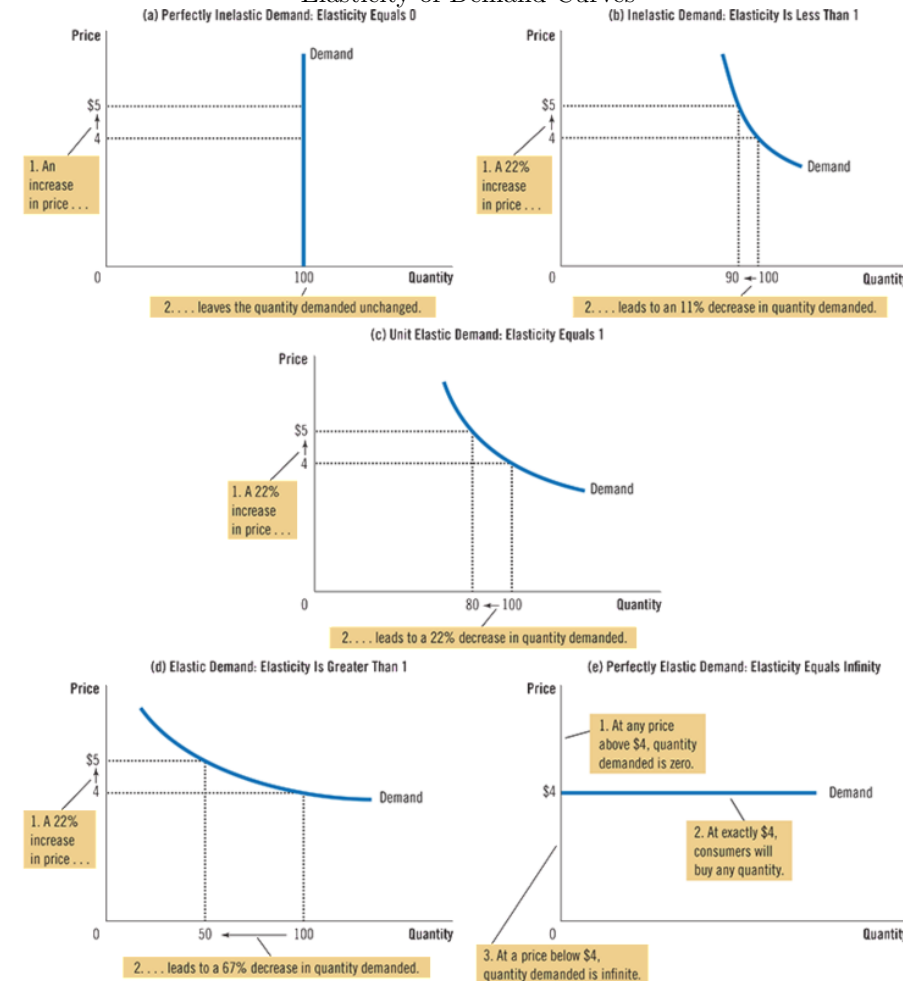 Elasticity of Demand Curves
(a) Perfectly Inelastic Demand: Elasticity Equals 0
Price
Demand
$5
4
1. An
increase
in price . . .
0
100
Quantity
2. . . . leaves the quantity demanded unchanged.
(b) Inelastic Demand: Elasticity Is Less Than 1
Price
$5
4
Demand
1. A 22%
increase
in price . . .
0
90
100
Quantity
2. . . . leads to an 11% decrease in quantity demanded.
(c) Unit Elastic Demand: Elasticity Equals 1
Price
$5
4
Demand
1. A 22%
increase
in price . . .
0
80
100
Quantity
2. . . . leads to a 22% decrease in quantity demanded.
(d) Elastic Demand: Elasticity Is Greater Than 1
Price
$5
4
Demand
1. A 22%
increase
in price . . .
0
50
100
Quantity
2. . . . leads to a 67% decrease in quantity demanded.
(e) Perfectly Elastic Demand: Elasticity Equals Infinity
Price
1. At any price
above $4, quantity
demanded is zero.
$4
Demand
2. At exactly $4,
consumers will
buy any quantity.
0
Quantity
3. At a price below $4,
quantity demanded is infinite.